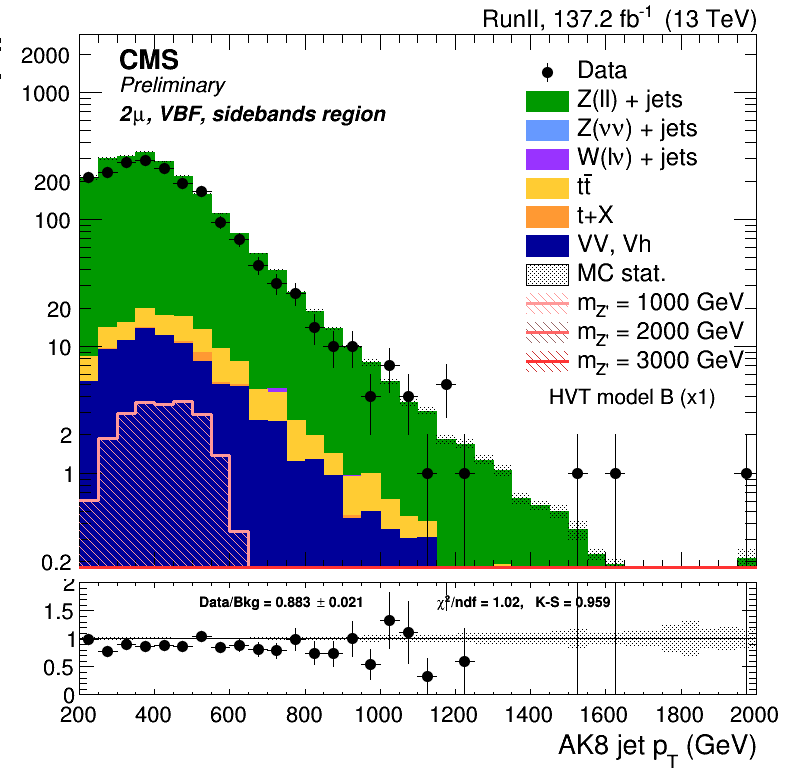 RunII, 137.2 fb⁻¹ (13 TeV)
CMS
Preliminary
2μ, VBF, sidebands region
Data
Z(ll) + jets
Z(νν) + jets
W(lν) + jets
tt̄
t+X
VV, Vh
MC stat.
m_Z' = 1000 GeV
m_Z' = 2000 GeV
m_Z' = 3000 GeV
HVT model B (x1)
2000
1000
200
100
20
10
2
1
0.2
Data/Bkg = 0.883 ± 0.021 χ²/ndf = 1.02, K-S = 0.959
2
1.5
1
0.5
0
200 400 600 800 1000 1200 1400 1600 1800 2000
AK8 jet p_T (GeV)